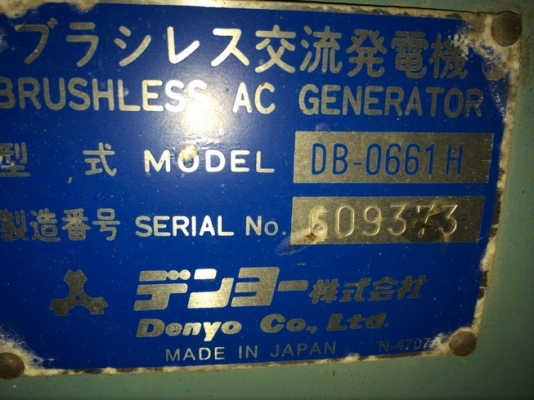 ブラシレス交流発電機
BRUSHLESS AC GENERATOR
型 式 MODEL DB-0661H
製造番号 SERIAL No. 609373
デンヨー株式会社
Denyo Co., Ltd.
MADE IN JAPAN